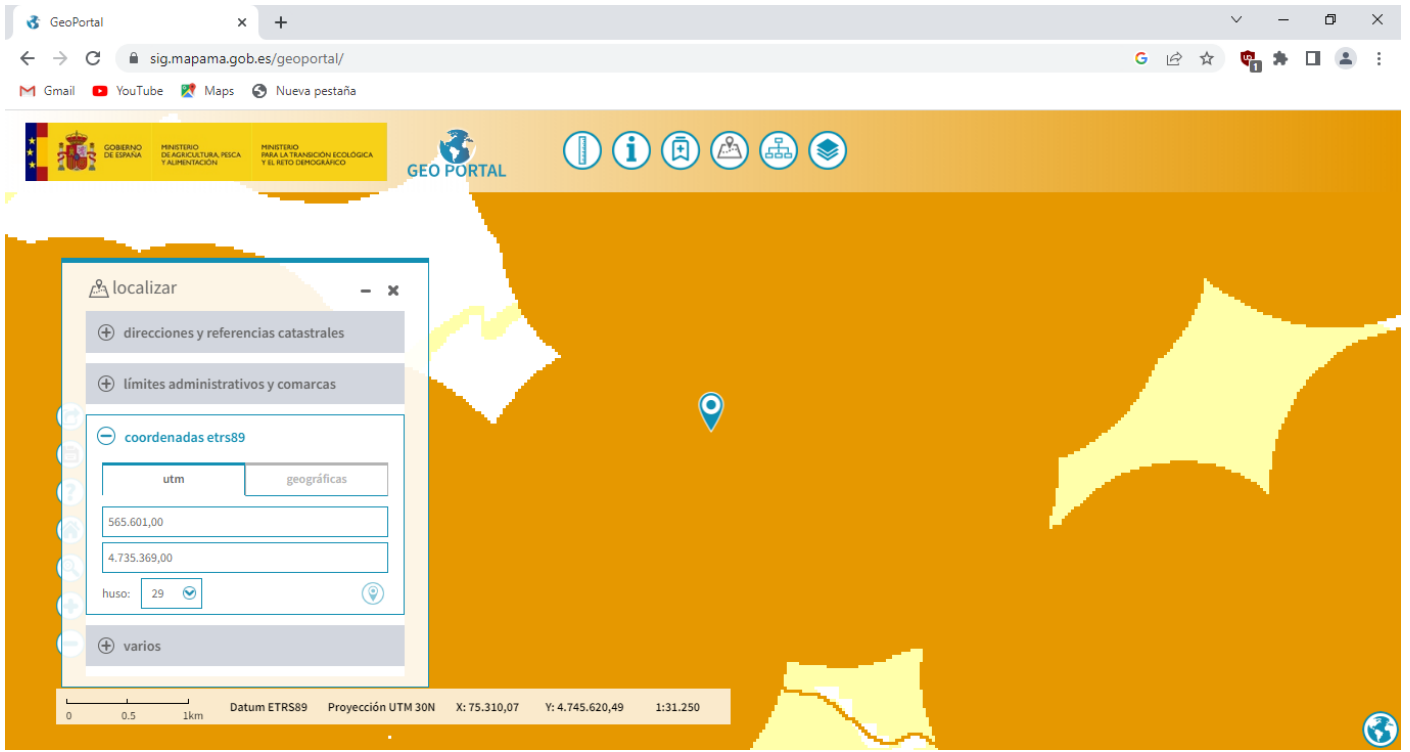 GeoPortal
sig.mapama.gob.es/geoportal/
Gmail YouTube Maps Nueva pestaña
GOBIERNO DE ESPAÑA
MINISTERIO DE AGRICULTURA, PESCA Y ALIMENTACIÓN
MINISTERIO PARA LA TRANSICIÓN ECOLÓGICA Y EL RETO DEMOGRÁFICO
GEO PORTAL
localizar
direcciones y referencias catastrales
límites administrativos y comarcas
coordenadas etrs89
utm geográficas
565.601,00
4.735.369,00
huso: 29
varios
0 0.5 1km Datum ETRS89 Proyección UTM 30N X: 75.310,07 Y: 4.745.620,49 1:31.250